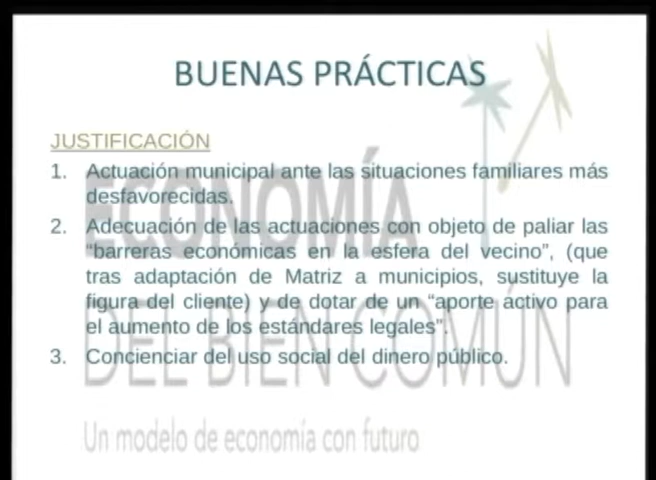 BUENAS PRÁCTICAS
JUSTIFICACIÓN
1. Actuación municipal ante las situaciones familiares más
desfavorecidas.
2. Adecuación de las actuaciones con objeto de paliar las
“barreras económicas en la esfera del vecino”, (que
tras adaptación de Matriz a municipios, sustituye la
figura del cliente) y de dotar de un “aporte activo para
el aumento de los estándares legales”.
3. Concienciar del uso social del dinero público.
ECONOMÍA
DEL BIEN COMÚN
Un modelo de economía con futuro